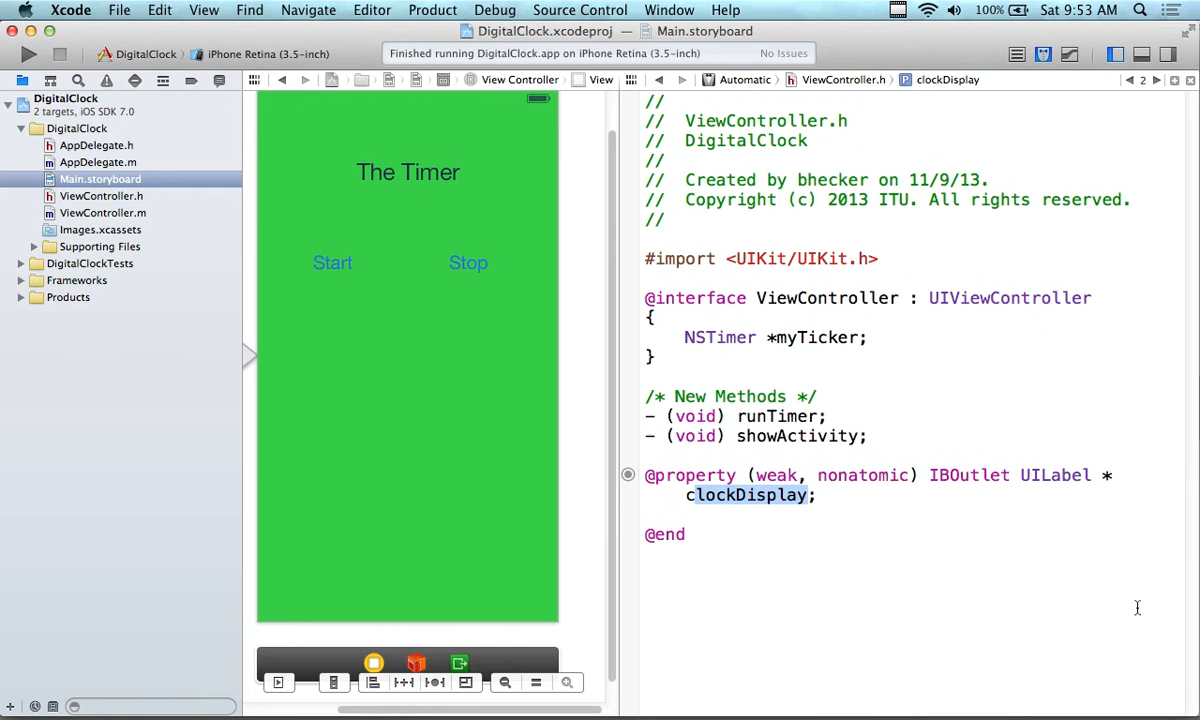 Xcode File Edit View Find Navigate Editor Product Debug Source Control Window Help 100% Sat 9:53 AM
DigitalClock.xcodeproj — Main.storyboard
DigitalClock iPhone Retina (3.5-inch) Finished running DigitalClock.app on iPhone Retina (3.5-inch) No Issues
View Controller View Automatic ViewController.h P clockDisplay 2
DigitalClock
2 targets, iOS SDK 7.0
DigitalClock
h AppDelegate.h
m AppDelegate.m
Main.storyboard
h ViewController.h
m ViewController.m
Images.xcassets
Supporting Files
DigitalClockTests
Frameworks
Products
The Timer
Start Stop
//
// ViewController.h
// DigitalClock
//
// Created by bhecker on 11/9/13.
// Copyright (c) 2013 ITU. All rights reserved.
//
#import <UIKit/UIKit.h>
@interface ViewController : UIViewController
{
NSTimer *myTicker;
}
/* New Methods */
- (void) runTimer;
- (void) showActivity;
@property (weak, nonatomic) IBOutlet UILabel *
clockDisplay;
@end